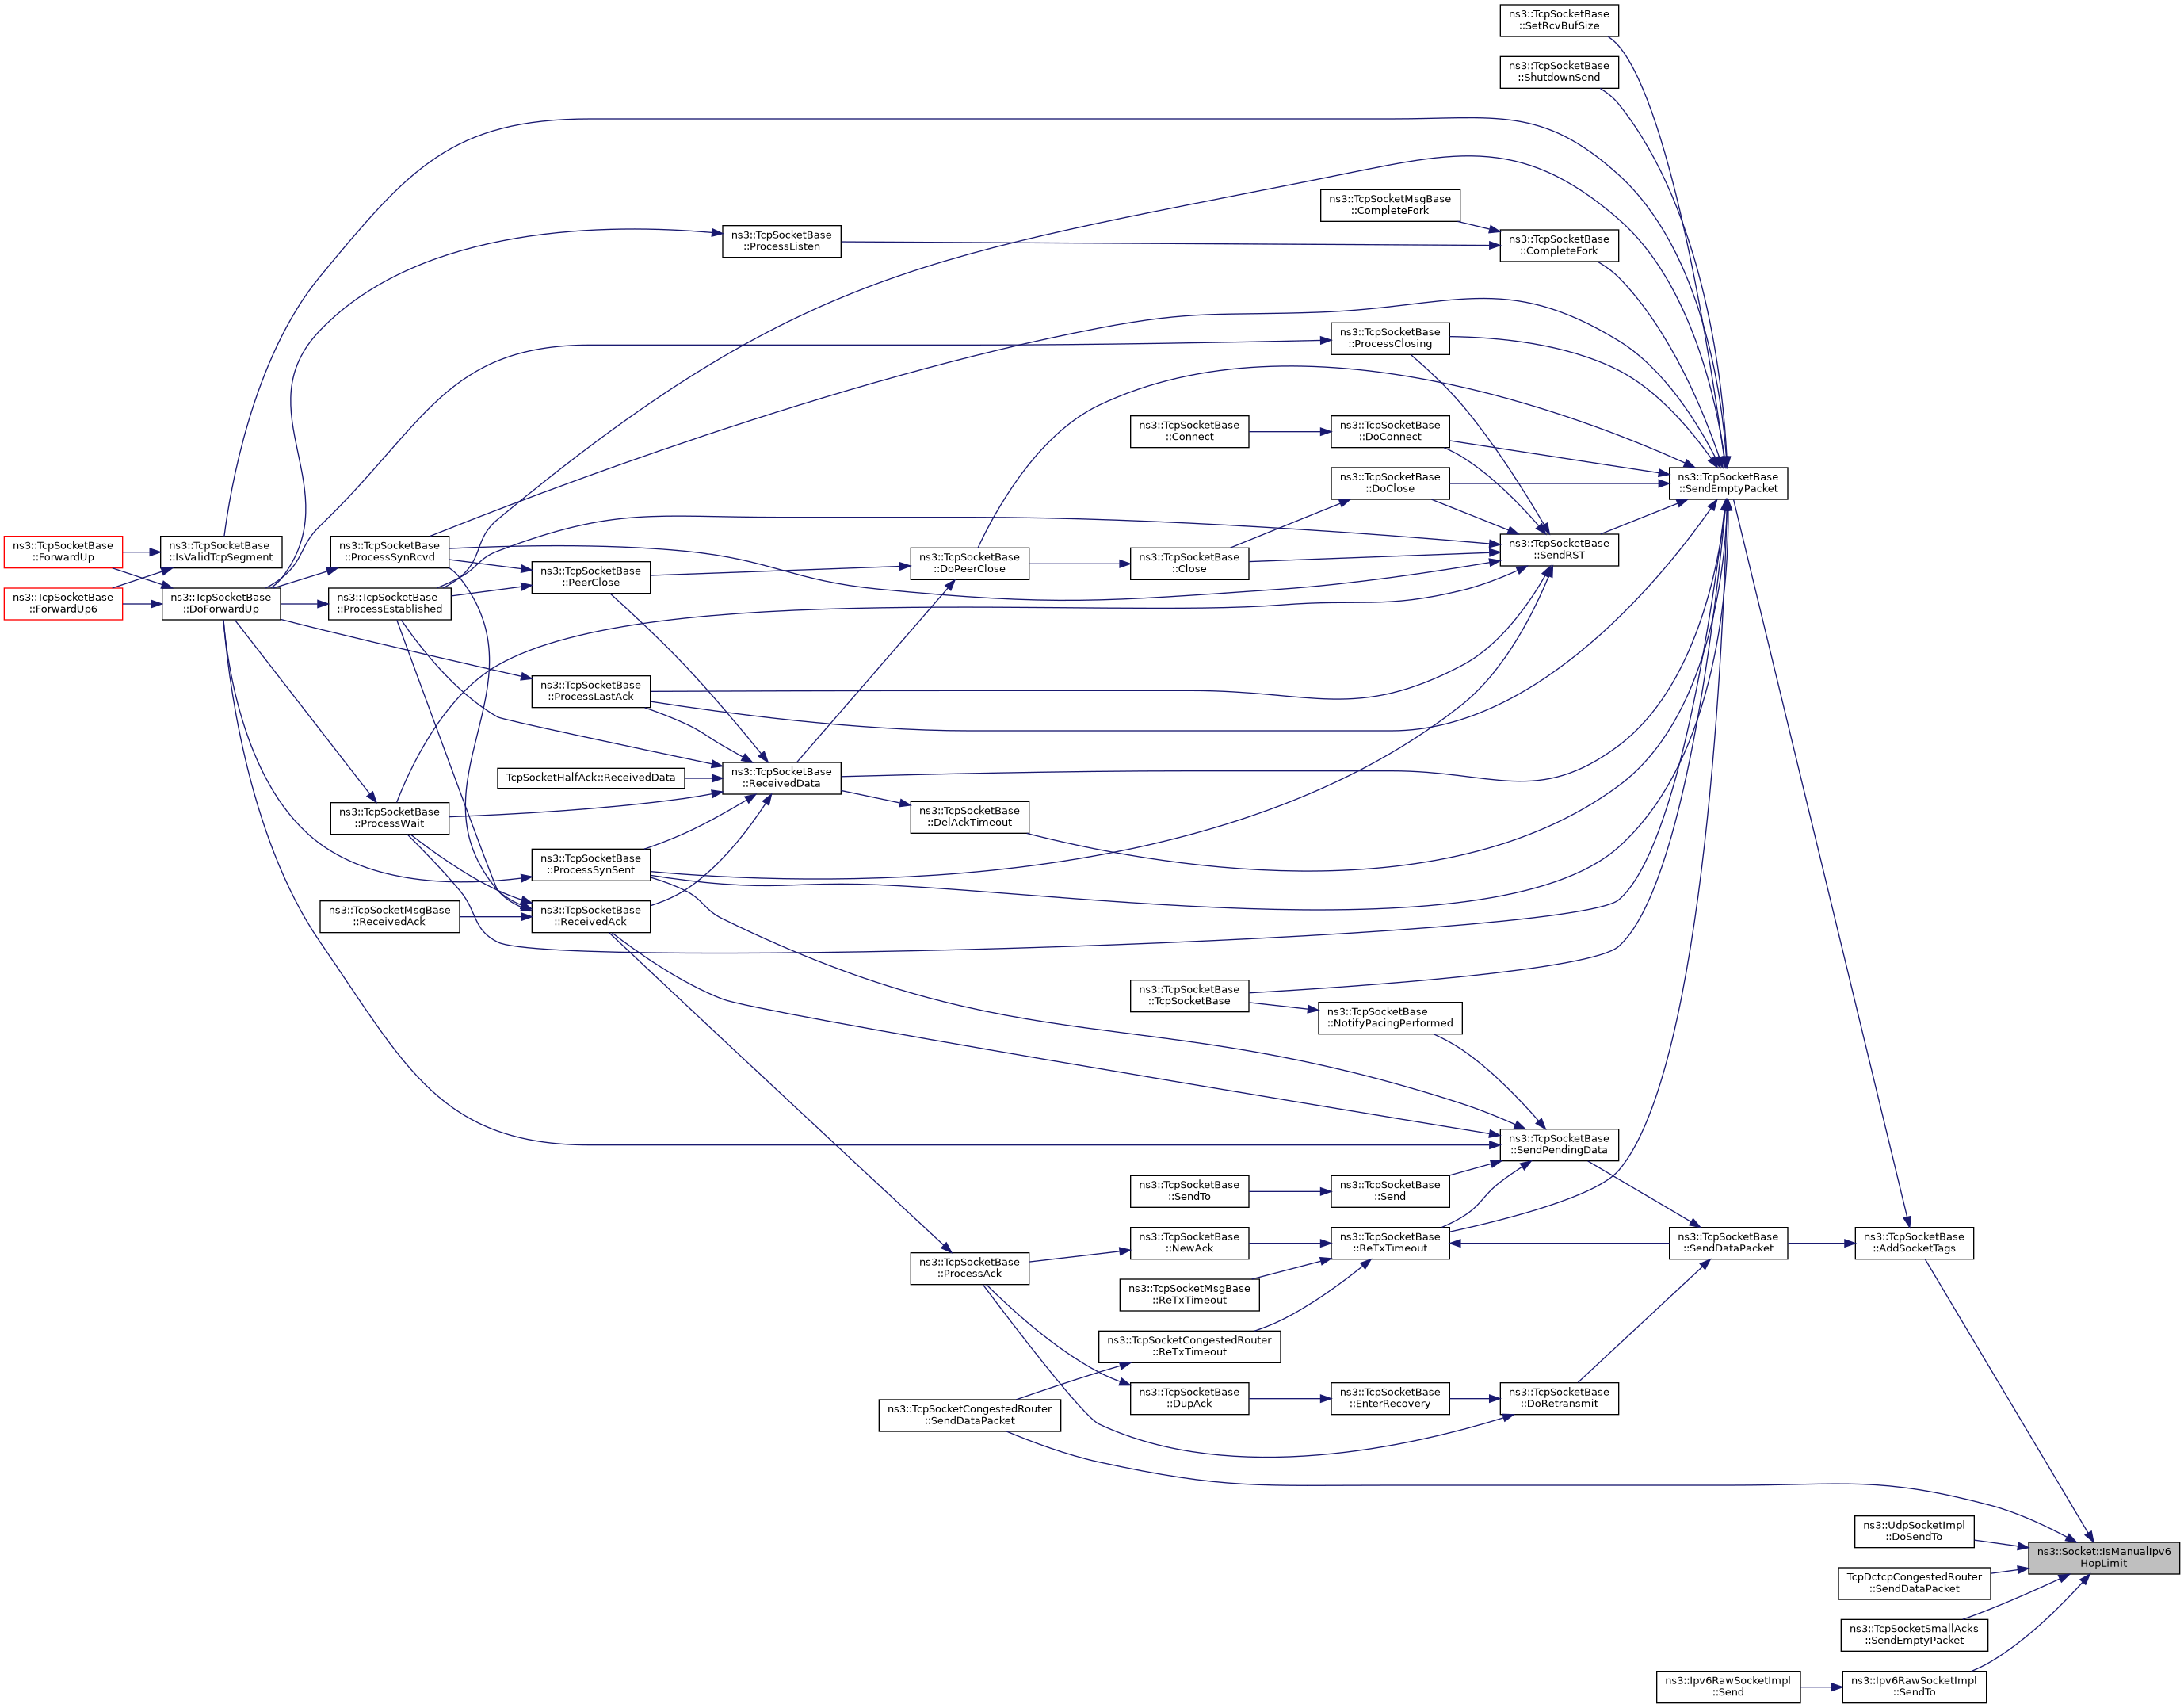 ns3::TcpSocketBase
::SetRcvBufSize
ns3::TcpSocketBase
::ShutdownSend
ns3::TcpSocketMsgBase
::CompleteFork
ns3::TcpSocketBase
::ProcessListen
ns3::TcpSocketBase
::CompleteFork
ns3::TcpSocketBase
::ProcessClosing
ns3::TcpSocketBase
::Connect
ns3::TcpSocketBase
::DoConnect
ns3::TcpSocketBase
::DoClose
ns3::TcpSocketBase
::SendEmptyPacket
ns3::TcpSocketBase
::ForwardUp
ns3::TcpSocketBase
::IsValidTcpSegment
ns3::TcpSocketBase
::ProcessSynRcvd
ns3::TcpSocketBase
::PeerClose
ns3::TcpSocketBase
::DoPeerClose
ns3::TcpSocketBase
::Close
ns3::TcpSocketBase
::SendRST
ns3::TcpSocketBase
::ForwardUp6
ns3::TcpSocketBase
::DoForwardUp
ns3::TcpSocketBase
::ProcessEstablished
ns3::TcpSocketBase
::ProcessLastAck
TcpSocketHalfAck::ReceivedData
ns3::TcpSocketBase
::ReceivedData
ns3::TcpSocketBase
::ProcessWait
ns3::TcpSocketBase
::DelAckTimeout
ns3::TcpSocketBase
::ProcessSynSent
ns3::TcpSocketMsgBase
::ReceivedAck
ns3::TcpSocketBase
::ReceivedAck
ns3::TcpSocketBase
::TcpSocketBase
ns3::TcpSocketBase
::NotifyPacingPerformed
ns3::TcpSocketBase
::SendPendingData
ns3::TcpSocketBase
::SendTo
ns3::TcpSocketBase
::Send
ns3::TcpSocketBase
::ProcessAck
ns3::TcpSocketBase
::NewAck
ns3::TcpSocketBase
::ReTxTimeout
ns3::TcpSocketBase
::SendDataPacket
ns3::TcpSocketBase
::AddSocketTags
ns3::TcpSocketMsgBase
::ReTxTimeout
ns3::TcpSocketCongestedRouter
::ReTxTimeout
ns3::TcpSocketCongestedRouter
::SendDataPacket
ns3::TcpSocketBase
::DupAck
ns3::TcpSocketBase
::EnterRecovery
ns3::TcpSocketBase
::DoRetransmit
ns3::UdpSocketImpl
::DoSendTo
ns3::Socket::IsManualIpv6
HopLimit
TcpDctcpCongestedRouter
::SendDataPacket
ns3::TcpSocketSmallAcks
::SendEmptyPacket
ns3::Ipv6RawSocketImpl
::Send
ns3::Ipv6RawSocketImpl
::SendTo